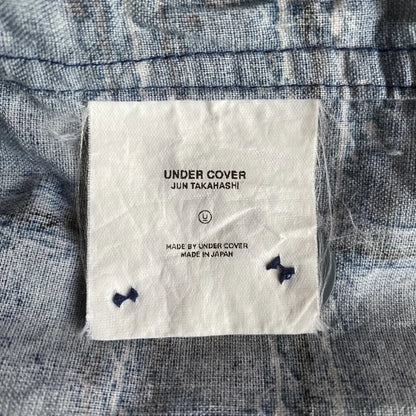 UNDER COVER
JUN TAKAHASHI
U
MADE BY UNDER COVER
MADE IN JAPAN